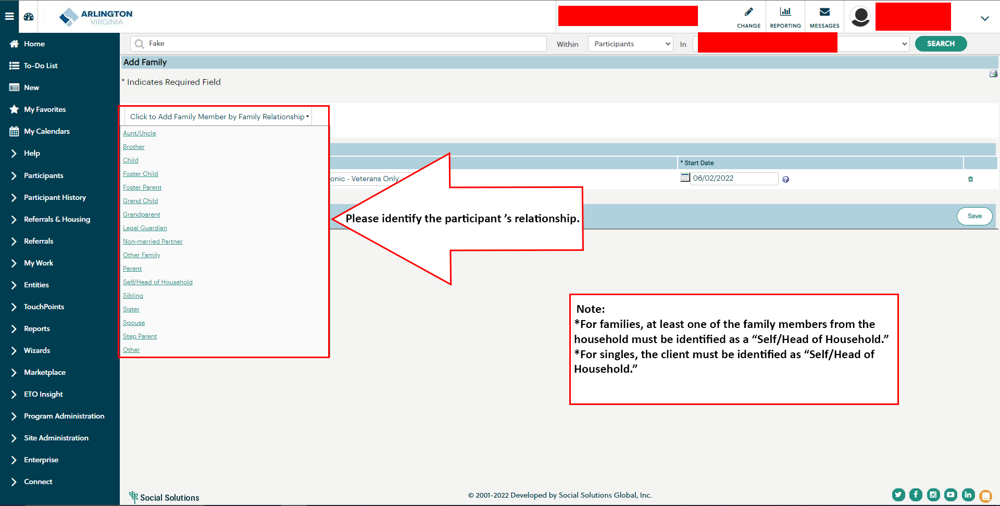 ARLINGTON
VIRGINIA
CHANGE
REPORTING
MESSAGES
Fake
Within
Participants
In
SEARCH
Home
To-Do List
New
My Favorites
My Calendars
Help
Participants
Participant History
Referrals & Housing
Referrals
My Work
Entities
TouchPoints
Reports
Wizards
Marketplace
ETO Insight
Program Administration
Site Administration
Enterprise
Connect
Add Family
* Indicates Required Field
Click to Add Family Member by Family Relationship
Aunt/Uncle
Brother
Child
Foster Child
Foster Parent
Grand Child
Grandparent
Legal Guardian
Non-married Partner
Other Family
Parent
Self/Head of Household
Sibling
Sister
Spouse
Step Parent
Other
* Start Date
onic - Veterans Only
06/02/2022
Save
Please identify the participant 's relationship.
Note:
*For families, at least one of the family members from the
household must be identified as a “Self/Head of Household.”
*For singles, the client must be identified as “Self/Head of
Household.”
Social Solutions
© 2001-2022 Developed by Social Solutions Global, Inc.